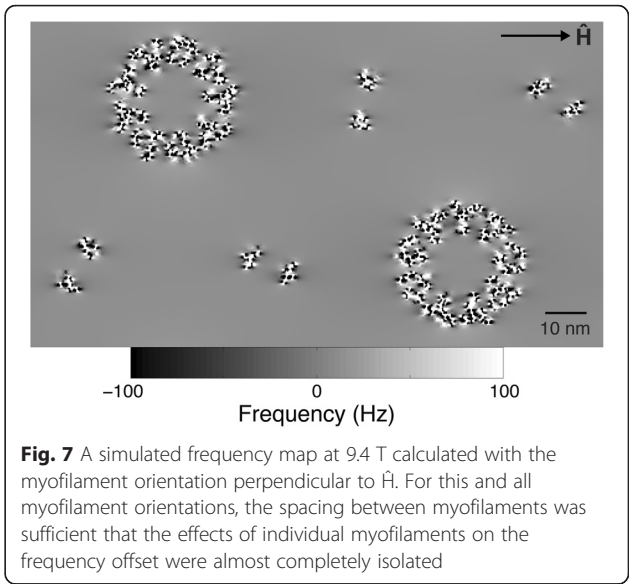 Ĥ
10 nm
−100 0 100
Frequency (Hz)
Fig. 7 A simulated frequency map at 9.4 T calculated with the
myofilament orientation perpendicular to Ĥ. For this and all
myofilament orientations, the spacing between myofilaments was
sufficient that the effects of individual myofilaments on the
frequency offset were almost completely isolated